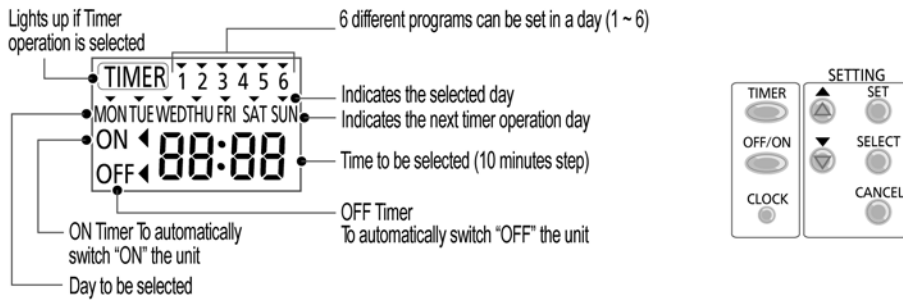 Lights up if Timer
operation is selected
6 different programs can be set in a day (1 ~ 6)
TIMER 1 2 3 4 5 6
MON TUE WED THU FRI SAT SUN
ON
OFF
88:88
Indicates the selected day
Indicates the next timer operation day
Time to be selected (10 minutes step)
OFF Timer
To automatically switch “OFF” the unit
ON Timer To automatically
switch “ON” the unit
Day to be selected
SETTING
TIMER
SET
OFF/ON
SELECT
CLOCK
CANCEL